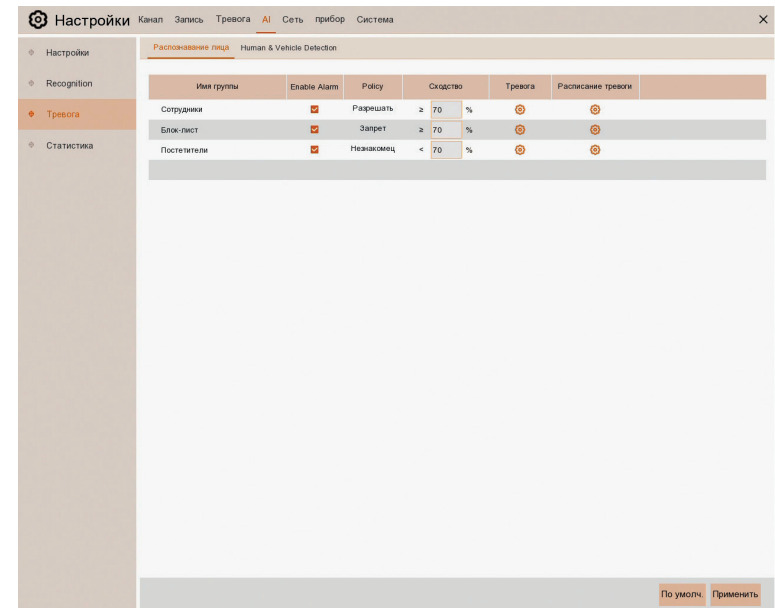 Настройки Канал Запись Тревога AI Сеть прибор Система
Распознавание лица Human & Vehicle Detection
Настройки
Recognition
Тревога
Статистика
Имя группы Enable Alarm Policy Сходство Тревога Расписание тревоги
Сотрудники Разрешать ≥ 70 %
Блок-лист Запрет ≥ 70 %
Постетители Незнакомец < 70 %
По умолч. Применить